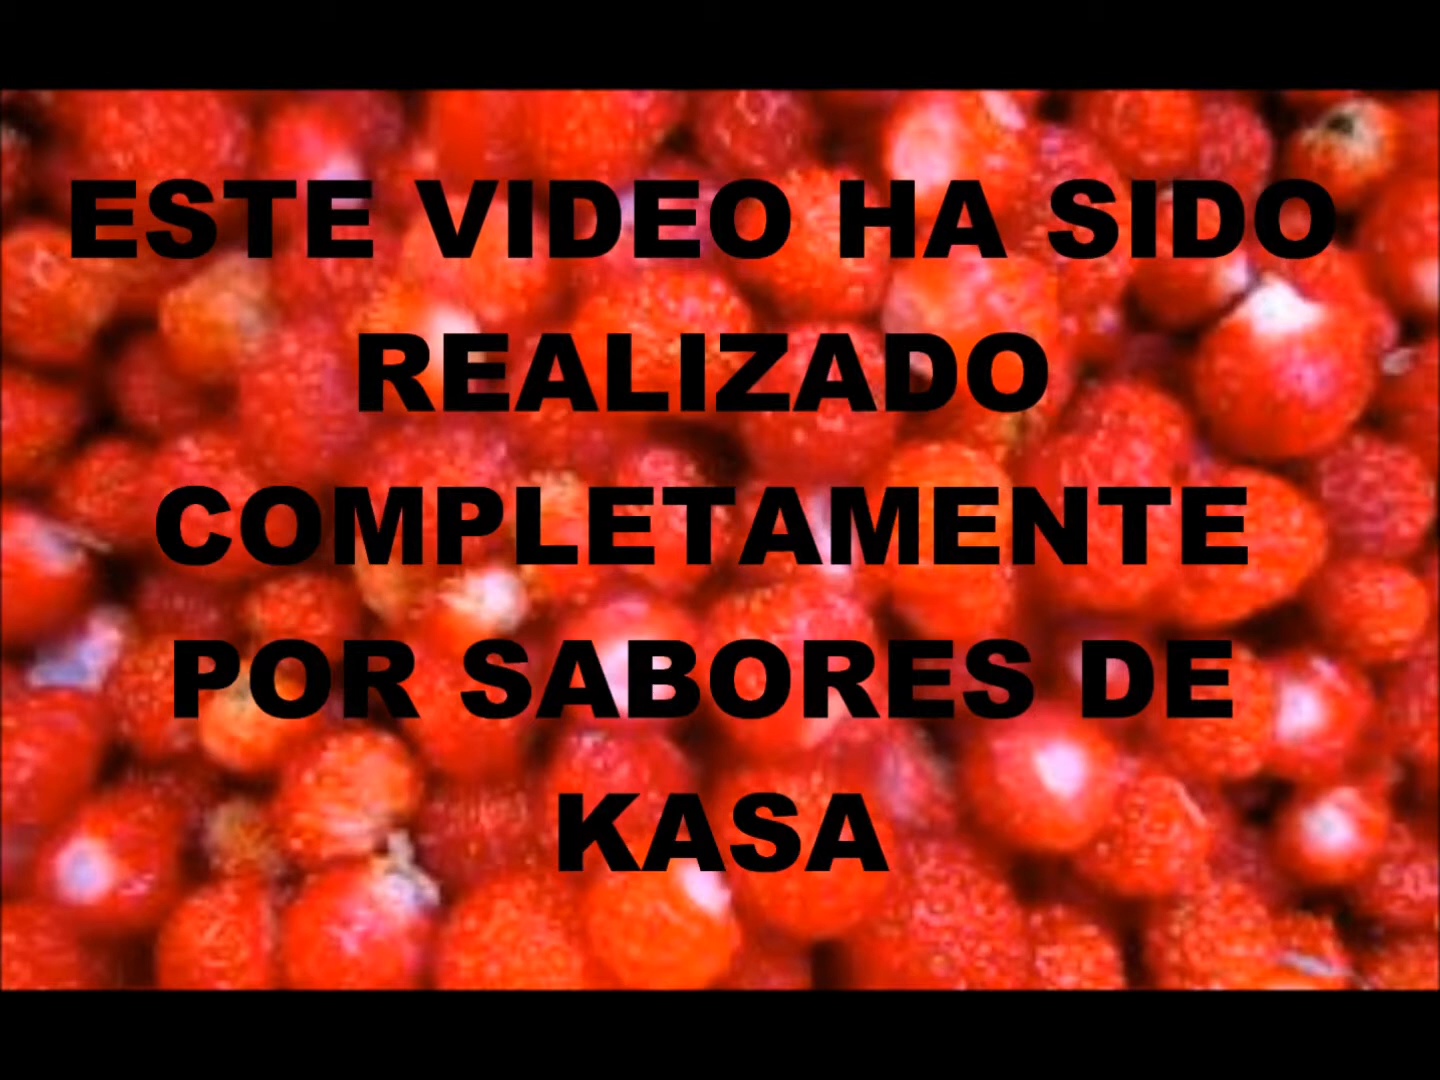 ESTE VIDEO HA SIDO
REALIZADO
COMPLETAMENTE
POR SABORES DE
KASA